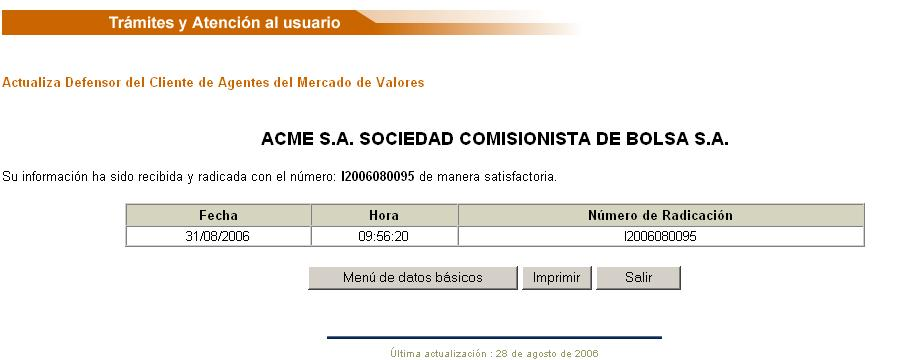 Trámites y Atención al usuario
Actualiza Defensor del Cliente de Agentes del Mercado de Valores
ACME S.A. SOCIEDAD COMISIONISTA DE BOLSA S.A.
Su información ha sido recibida y radicada con el número: I2006080095 de manera satisfactoria.
Fecha Hora Número de Radicación
31/08/2006 09:56:20 I2006080095
Menú de datos básicos Imprimir Salir
Última actualización : 28 de agosto de 2006